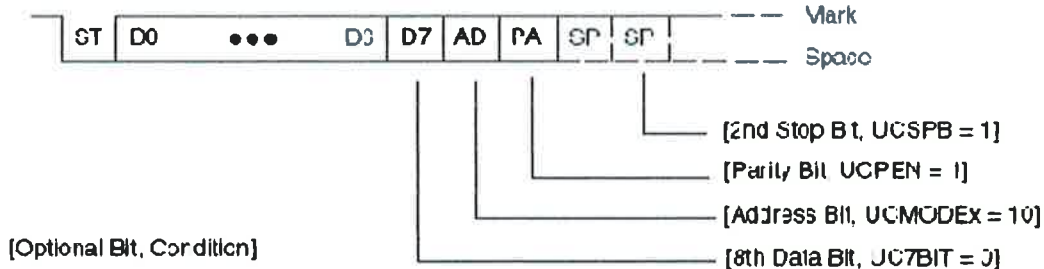 Mark
ST D0 ••• D6 D7 AD PA SP SP
Space
[2nd Stop Bit, UCSPB = 1]
[Parity Bit, UCPEN = 1]
[Address Bit, UCMODEx = 10]
[Optional Bit, Condition]
[8th Data Bit, UC7BIT = 0]